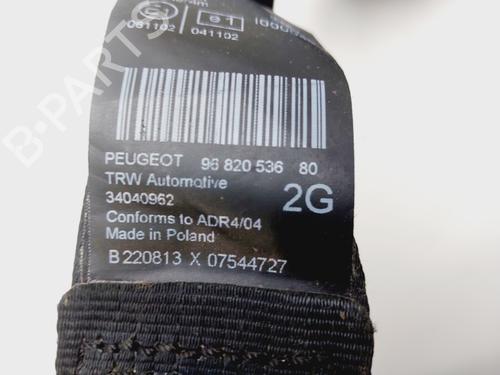 e1
061102
041102
PEUGEOT 96 820 536 80
TRW Automotive
34040962
2G
Conforms to ADR4/04
Made in Poland
B 220813 X 07544727
B-PARTS